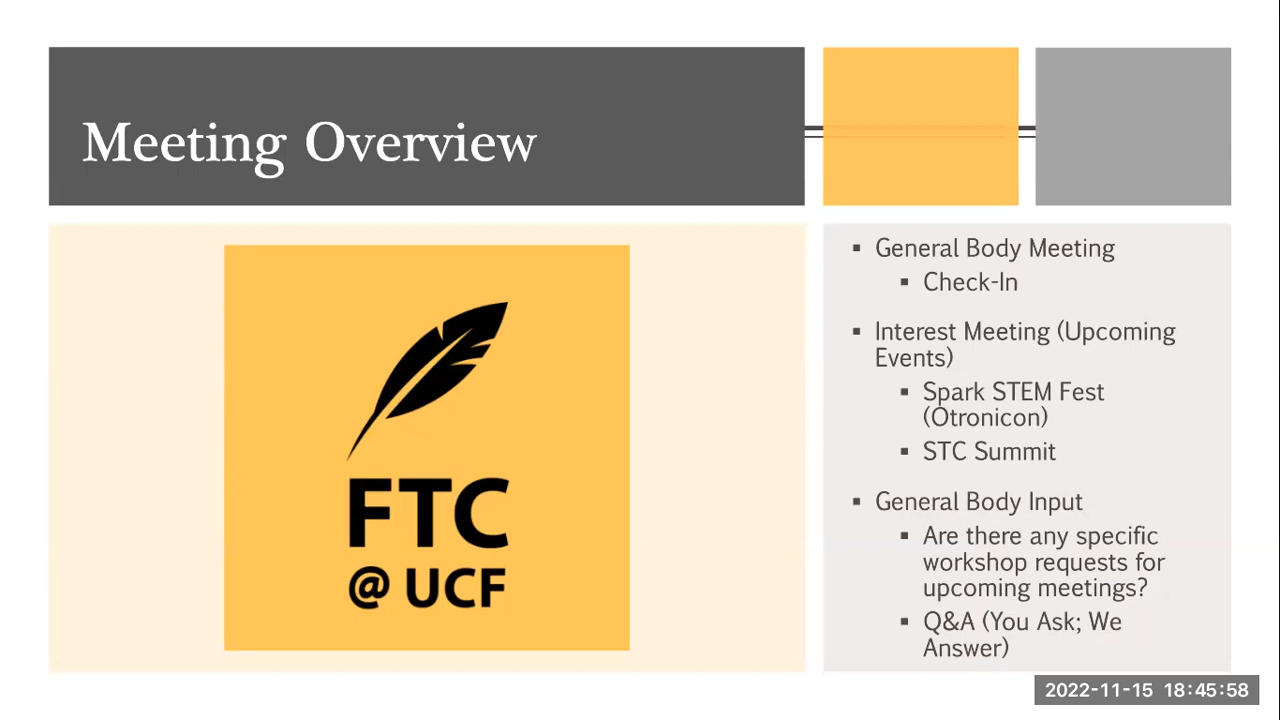 Meeting Overview
FTC
@ UCF
▪ General Body Meeting
▪ Check-In
▪ Interest Meeting (Upcoming
Events)
▪ Spark STEM Fest
(Otronicon)
▪ STC Summit
▪ General Body Input
▪ Are there any specific
workshop requests for
upcoming meetings?
▪ Q&A (You Ask; We
Answer)
2022-11-15 18:45:58